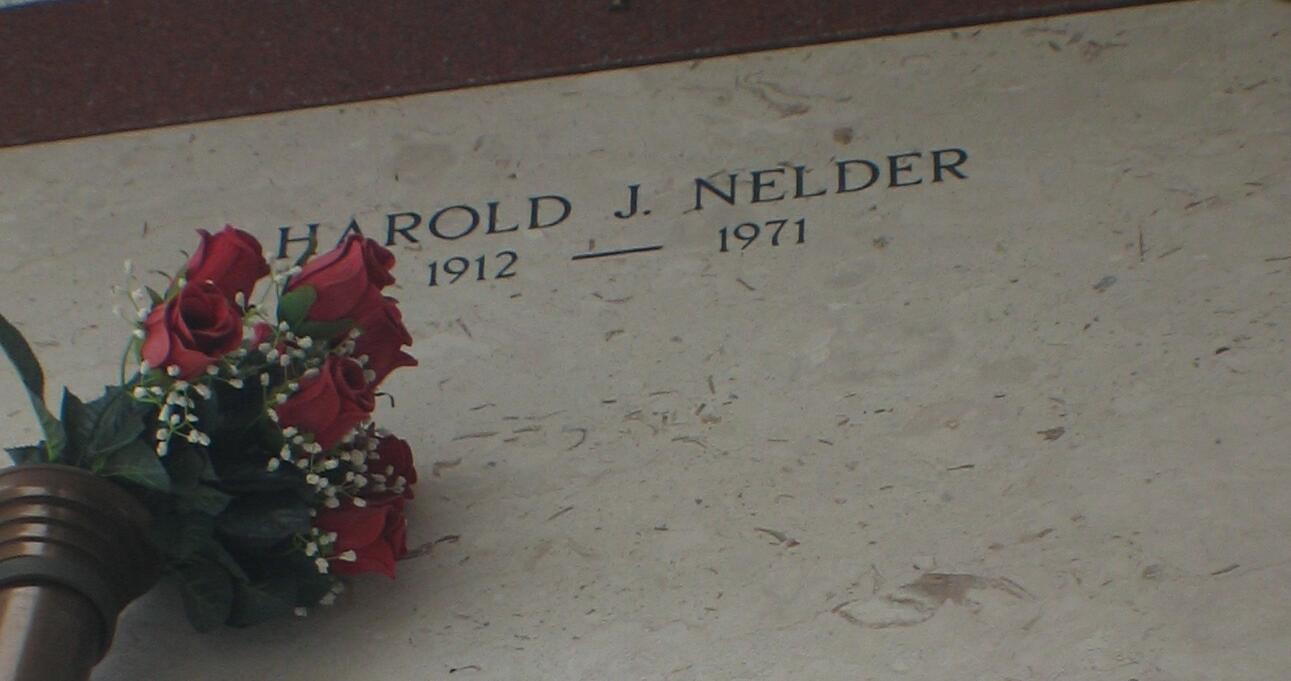 HAROLD J. NELDER
1912 — 1971